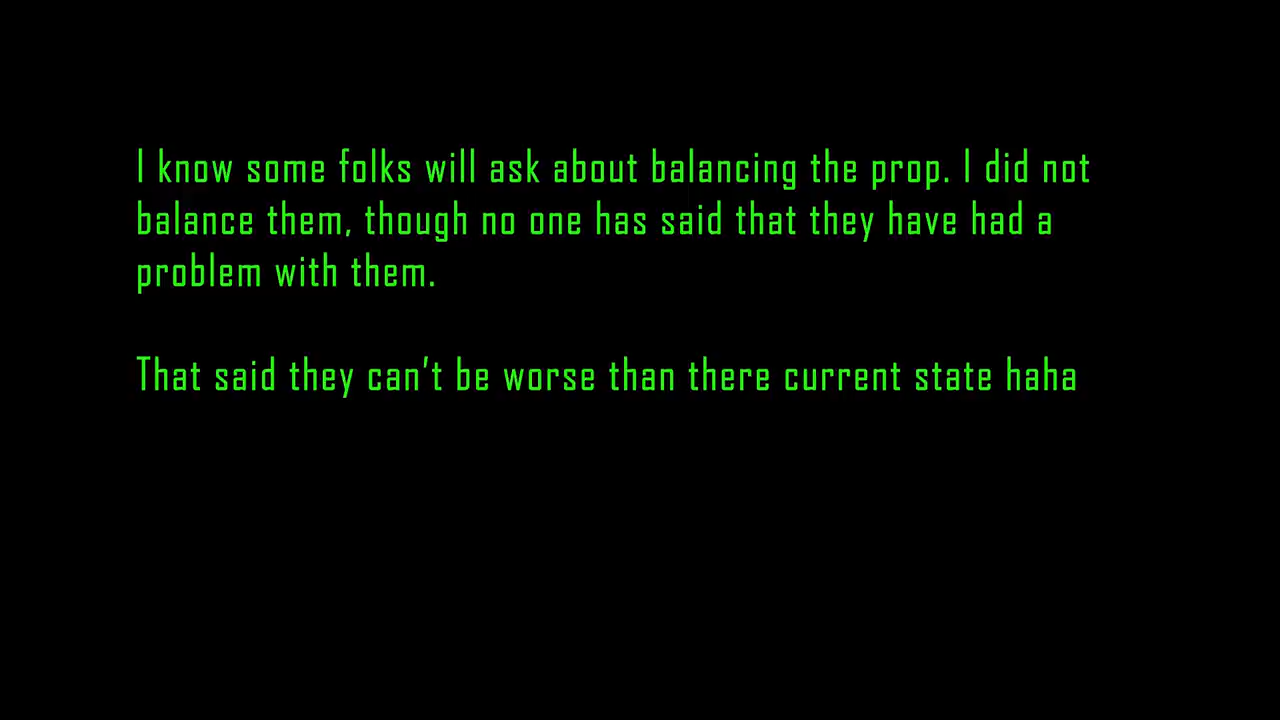 I know some folks will ask about balancing the prop. I did not
balance them, though no one has said that they have had a
problem with them.
That said they can't be worse than there current state haha